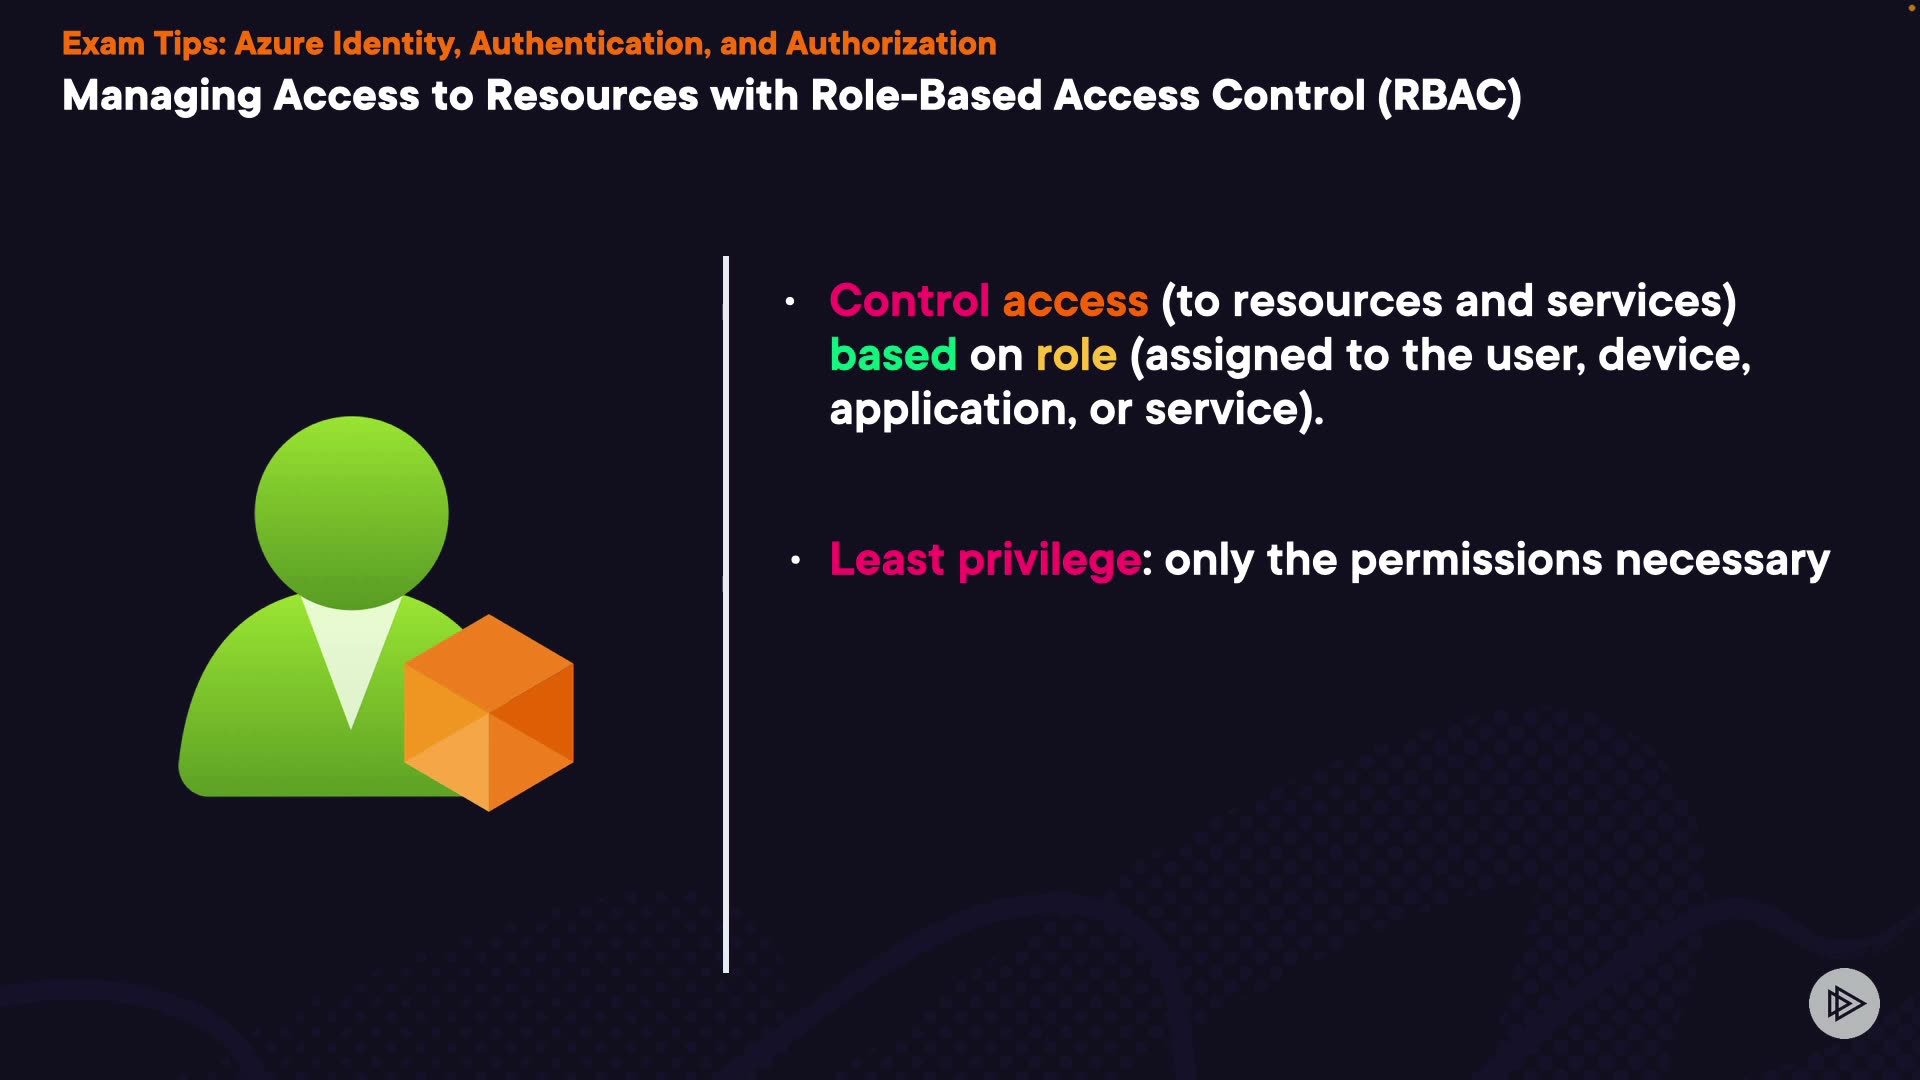 Exam Tips: Azure Identity, Authentication, and Authorization
Managing Access to Resources with Role-Based Access Control (RBAC)
• Control access (to resources and services)
based on role (assigned to the user, device,
application, or service).
• Least privilege: only the permissions necessary